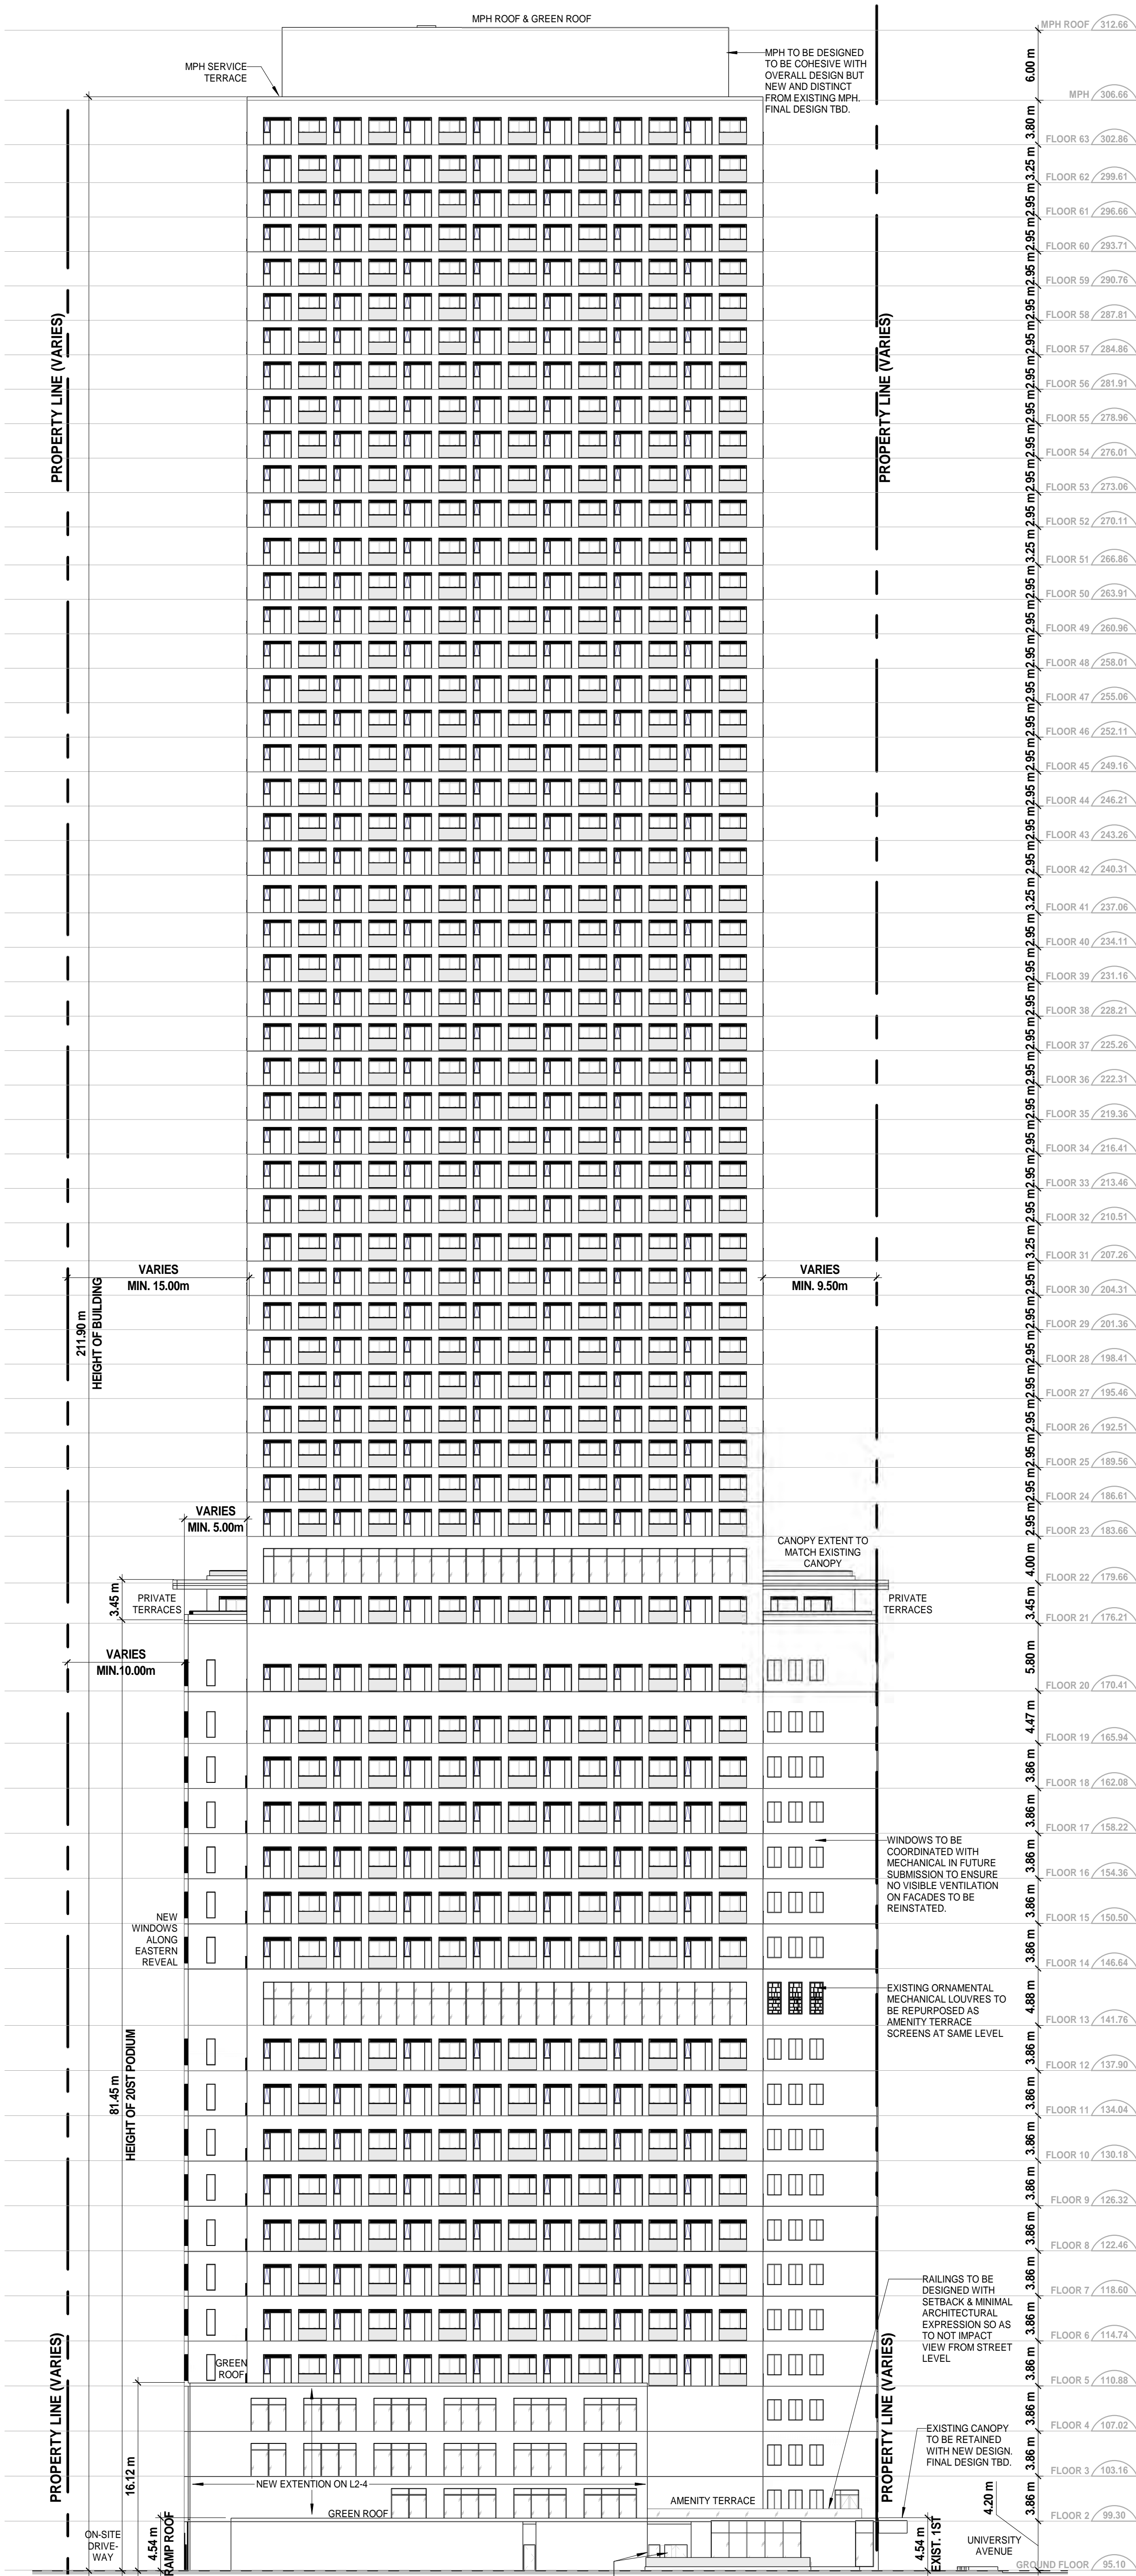 MPH ROOF & GREEN ROOF
MPH ROOF 312.66
MPH SERVICE
TERRACE
MPH TO BE DESIGNED
TO BE COHESIVE WITH
OVERALL DESIGN BUT
NEW AND DISTINCT
FROM EXISTING MPH.
FINAL DESIGN TBD.
6.00 m
MPH 306.66
3.80 m
FLOOR 63 302.86
3.25 m
FLOOR 62 299.61
2.95 m
FLOOR 61 296.66
2.95 m
FLOOR 60 293.71
2.95 m
FLOOR 59 290.76
2.95 m
FLOOR 58 287.81
2.95 m
FLOOR 57 284.86
2.95 m
FLOOR 56 281.91
2.95 m
FLOOR 55 278.96
2.95 m
FLOOR 54 276.01
2.95 m
FLOOR 53 273.06
2.95 m
FLOOR 52 270.11
3.25 m
FLOOR 51 266.86
2.95 m
FLOOR 50 263.91
2.95 m
FLOOR 49 260.96
2.95 m
FLOOR 48 258.01
2.95 m
FLOOR 47 255.06
2.95 m
FLOOR 46 252.11
2.95 m
FLOOR 45 249.16
2.95 m
FLOOR 44 246.21
2.95 m
FLOOR 43 243.26
2.95 m
FLOOR 42 240.31
3.25 m
FLOOR 41 237.06
2.95 m
FLOOR 40 234.11
2.95 m
FLOOR 39 231.16
2.95 m
FLOOR 38 228.21
2.95 m
FLOOR 37 225.26
2.95 m
FLOOR 36 222.31
2.95 m
FLOOR 35 219.36
2.95 m
FLOOR 34 216.41
2.95 m
FLOOR 33 213.46
2.95 m
FLOOR 32 210.51
3.25 m
FLOOR 31 207.26
2.95 m
FLOOR 30 204.31
2.95 m
FLOOR 29 201.36
2.95 m
FLOOR 28 198.41
2.95 m
FLOOR 27 195.46
2.95 m
FLOOR 26 192.51
2.95 m
FLOOR 25 189.56
2.95 m
FLOOR 24 186.61
2.95 m
FLOOR 23 183.66
4.00 m
FLOOR 22 179.66
3.45 m
FLOOR 21 176.21
5.80 m
FLOOR 20 170.41
4.47 m
FLOOR 19 165.94
3.86 m
FLOOR 18 162.08
3.86 m
FLOOR 17 158.22
3.86 m
FLOOR 16 154.36
3.86 m
FLOOR 15 150.50
3.86 m
FLOOR 14 146.64
4.88 m
FLOOR 13 141.76
3.86 m
FLOOR 12 137.90
3.86 m
FLOOR 11 134.04
3.86 m
FLOOR 10 130.18
3.86 m
FLOOR 9 126.32
3.86 m
FLOOR 8 122.46
3.86 m
FLOOR 7 118.60
3.86 m
FLOOR 6 114.74
3.86 m
FLOOR 5 110.88
3.86 m
FLOOR 4 107.02
3.86 m
FLOOR 3 103.16
3.86 m
FLOOR 2 99.30
4.20 m
GROUND FLOOR 95.10
PROPERTY LINE (VARIES)
PROPERTY LINE (VARIES)
VARIES
MIN. 15.00m
VARIES
MIN. 9.50m
211.90 m
HEIGHT OF BUILDING
VARIES
MIN. 5.00m
CANOPY EXTENT TO
MATCH EXISTING
CANOPY
3.45 m
PRIVATE
TERRACES
PRIVATE
TERRACES
VARIES
MIN.10.00m
WINDOWS TO BE
COORDINATED WITH
MECHANICAL IN FUTURE
SUBMISSION TO ENSURE
NO VISIBLE VENTILATION
ON FACADES TO BE
REINSTATED.
NEW
WINDOWS
ALONG
EASTERN
REVEAL
EXISTING ORNAMENTAL
MECHANICAL LOUVRES TO
BE REPURPOSED AS
AMENITY TERRACE
SCREENS AT SAME LEVEL
81.45 m
HEIGHT OF 20ST PODIUM
RAILINGS TO BE
DESIGNED WITH
SETBACK & MINIMAL
ARCHITECTURAL
EXPRESSION SO AS
TO NOT IMPACT
VIEW FROM STREET
LEVEL
GREEN
ROOF
PROPERTY LINE (VARIES)
PROPERTY LINE (VARIES)
EXISTING CANOPY
TO BE RETAINED
WITH NEW DESIGN.
FINAL DESIGN TBD.
16.12 m
NEW EXTENTION ON L2-4
AMENITY TERRACE
GREEN ROOF
ON-SITE
DRIVE-
WAY
4.54 m
RAMP ROOF
4.54 m
EXIST. 1ST
UNIVERSITY
AVENUE